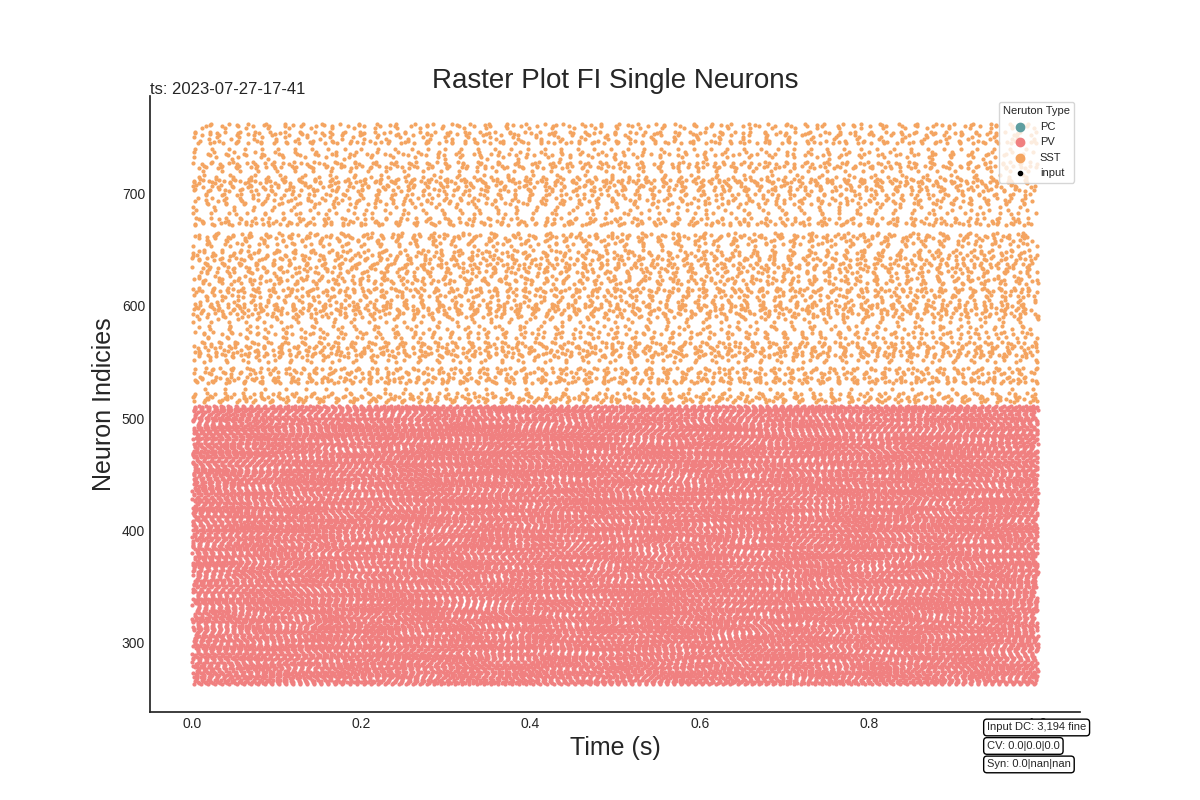 Raster Plot FI Single Neurons
ts: 2023-07-27-17-41
Neruton Type
PC
PV
SST
input
700
600
500
400
300
Neuron Indicies
0.0 0.2 0.4 0.6 0.8
Time (s)
Input DC: 3,194 fine
CV: 0.0|0.0|0.0
Syn: 0.0|nan|nan